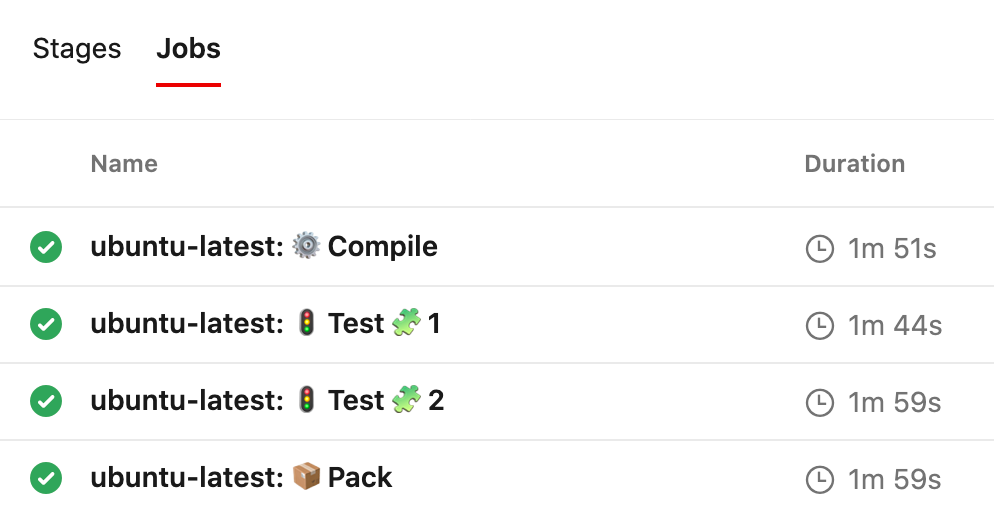 Stages Jobs
Name Duration
ubuntu-latest: ⚙️ Compile 1m 51s
ubuntu-latest: 🚦 Test 🧩 1 1m 44s
ubuntu-latest: 🚦 Test 🧩 2 1m 59s
ubuntu-latest: 📦 Pack 1m 59s